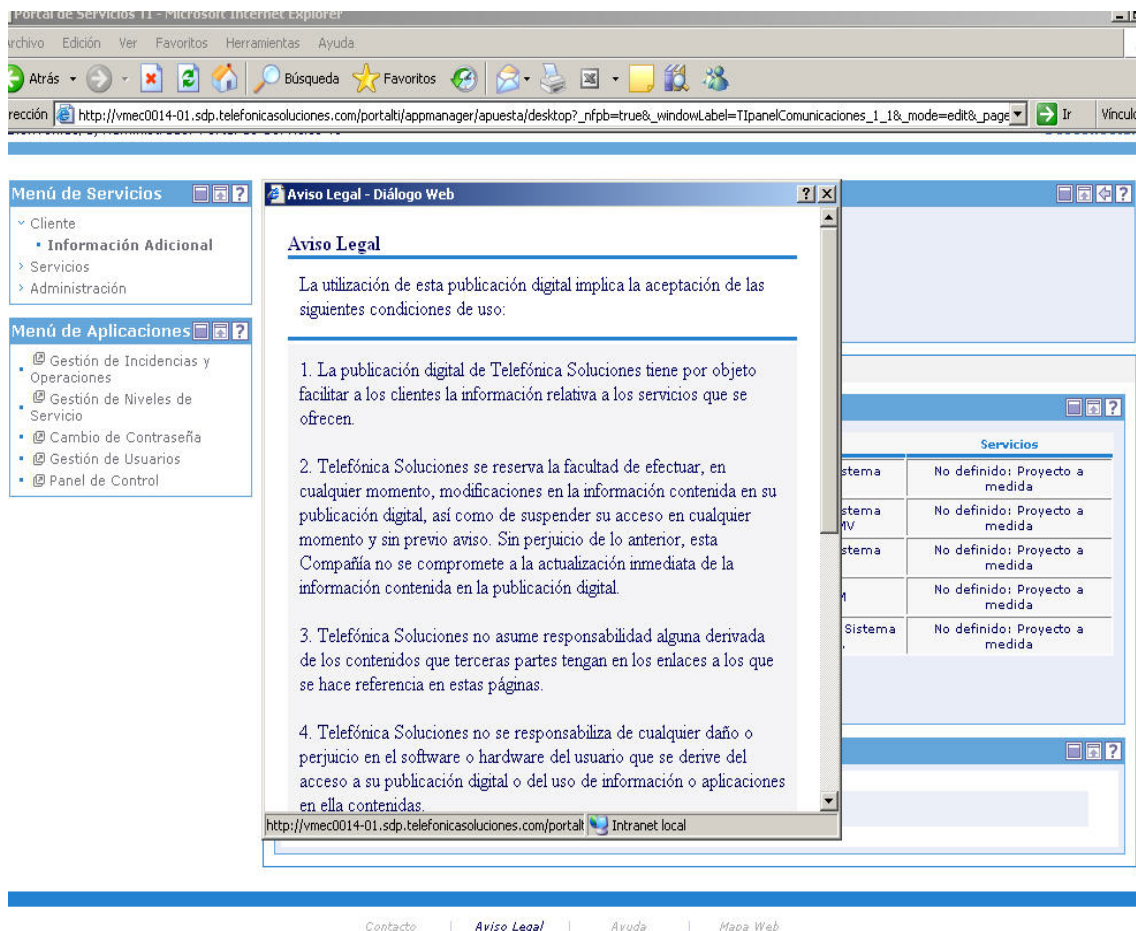 Portal de Servicios TI - Microsoft Internet Explorer
Archivo Edición Ver Favoritos Herramientas Ayuda
Atrás Búsqueda Favoritos
http://vmec0014-01.sdp.telefonicasoluciones.com/portalti/appmanager/apuesta/desktop?_nfpb=true&_windowLabel=TIpanelComunicaciones_1_1&_mode=edit&_page Ir
Menú de Servicios
Cliente
Información Adicional
Servicios
Administración
Menú de Aplicaciones
Gestión de Incidencias y
Operaciones
Gestión de Niveles de
Servicio
Cambio de Contraseña
Gestión de Usuarios
Panel de Control
Aviso Legal - Diálogo Web
Aviso Legal
La utilización de esta publicación digital implica la aceptación de las
siguientes condiciones de uso:
1. La publicación digital de Telefónica Soluciones tiene por objeto
facilitar a los clientes la información relativa a los servicios que se
ofrecen.
2. Telefónica Soluciones se reserva la facultad de efectuar, en
cualquier momento, modificaciones en la información contenida en su
publicación digital, así como de suspender su acceso en cualquier
momento y sin previo aviso. Sin perjuicio de lo anterior, esta
Compañía no se compromete a la actualización inmediata de la
información contenida en la publicación digital.
3. Telefónica Soluciones no asume responsabilidad alguna derivada
de los contenidos que terceras partes tengan en los enlaces a los que
se hace referencia en estas páginas.
4. Telefónica Soluciones no se responsabiliza de cualquier daño o
perjuicio en el software o hardware del usuario que se derive del
acceso a su publicación digital o del uso de información o aplicaciones
en ella contenidas.
http://vmec0014-01.sdp.telefonicasoluciones.com/portalt Intranet local
Servicios
stema
No definido: Proyecto a
medida
stema
No definido: Proyecto a
medida
stema
No definido: Proyecto a
medida
No definido: Proyecto a
medida
Sistema
No definido: Proyecto a
medida
Contacto | Aviso Legal | Ayuda | Mapa Web